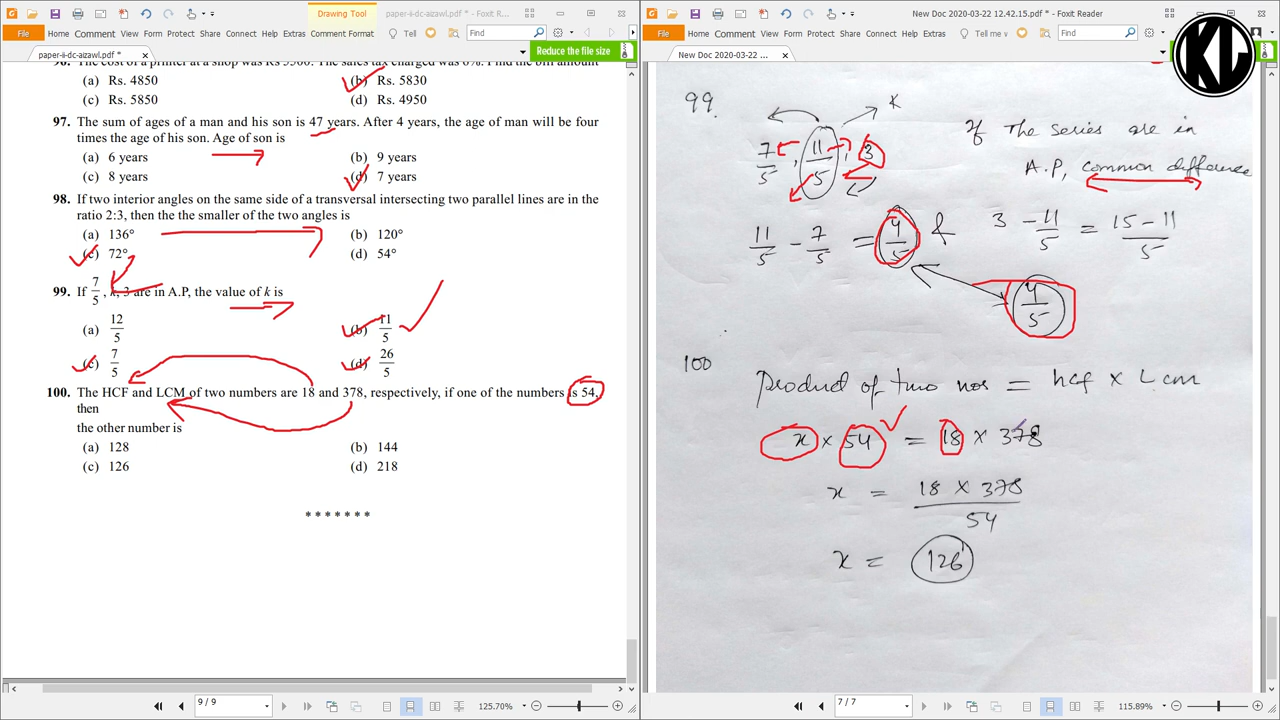 Drawing Tool
paper-ii-dc-aizawl.pdf * - Foxit R...
File Home Comment View Form Protect Share Connect Help Extras Comment Format Tell Find
paper-ii-dc-aizawl.pdf *
Reduce the file size
(a) Rs. 4850 (b) Rs. 5830
(c) Rs. 5850 (d) Rs. 4950
97. The sum of ages of a man and his son is 47 years. After 4 years, the age of man will be four
times the age of his son. Age of son is
(a) 6 years (b) 9 years
(c) 8 years (d) 7 years
98. If two interior angles on the same side of a transversal intersecting two parallel lines are in the
ratio 2:3, then the the smaller of the two angles is
(a) 136° (b) 120°
(c) 72° (d) 54°
99. If 7/5, k, 3 are in A.P, the value of k is
(a) 12/5 (b) 11/5
(c) 7/5 (d) 26/5
100. The HCF and LCM of two numbers are 18 and 378, respectively, if one of the numbers is 54,
then
the other number is
(a) 128 (b) 144
(c) 126 (d) 218
*******
9 / 9
125.70%
New Doc 2020-03-22 12.42.15.pdf * - Foxit Reader
File Home Comment View Form Protect Share Connect Help Extras Tell me Find
New Doc 2020-03-22 ...
KC
99.
K
7/5, 11/5, 3
If The series are in
A.P, common difference
11/5 - 7/5 = 4/5 & 3 - 11/5 = 15 - 11/5
= 4/5
100
Product of two nos = hcf × Lcm
x × 54 = 18 × 378
x = 18 × 378/54
x = 126
7 / 7
115.89%